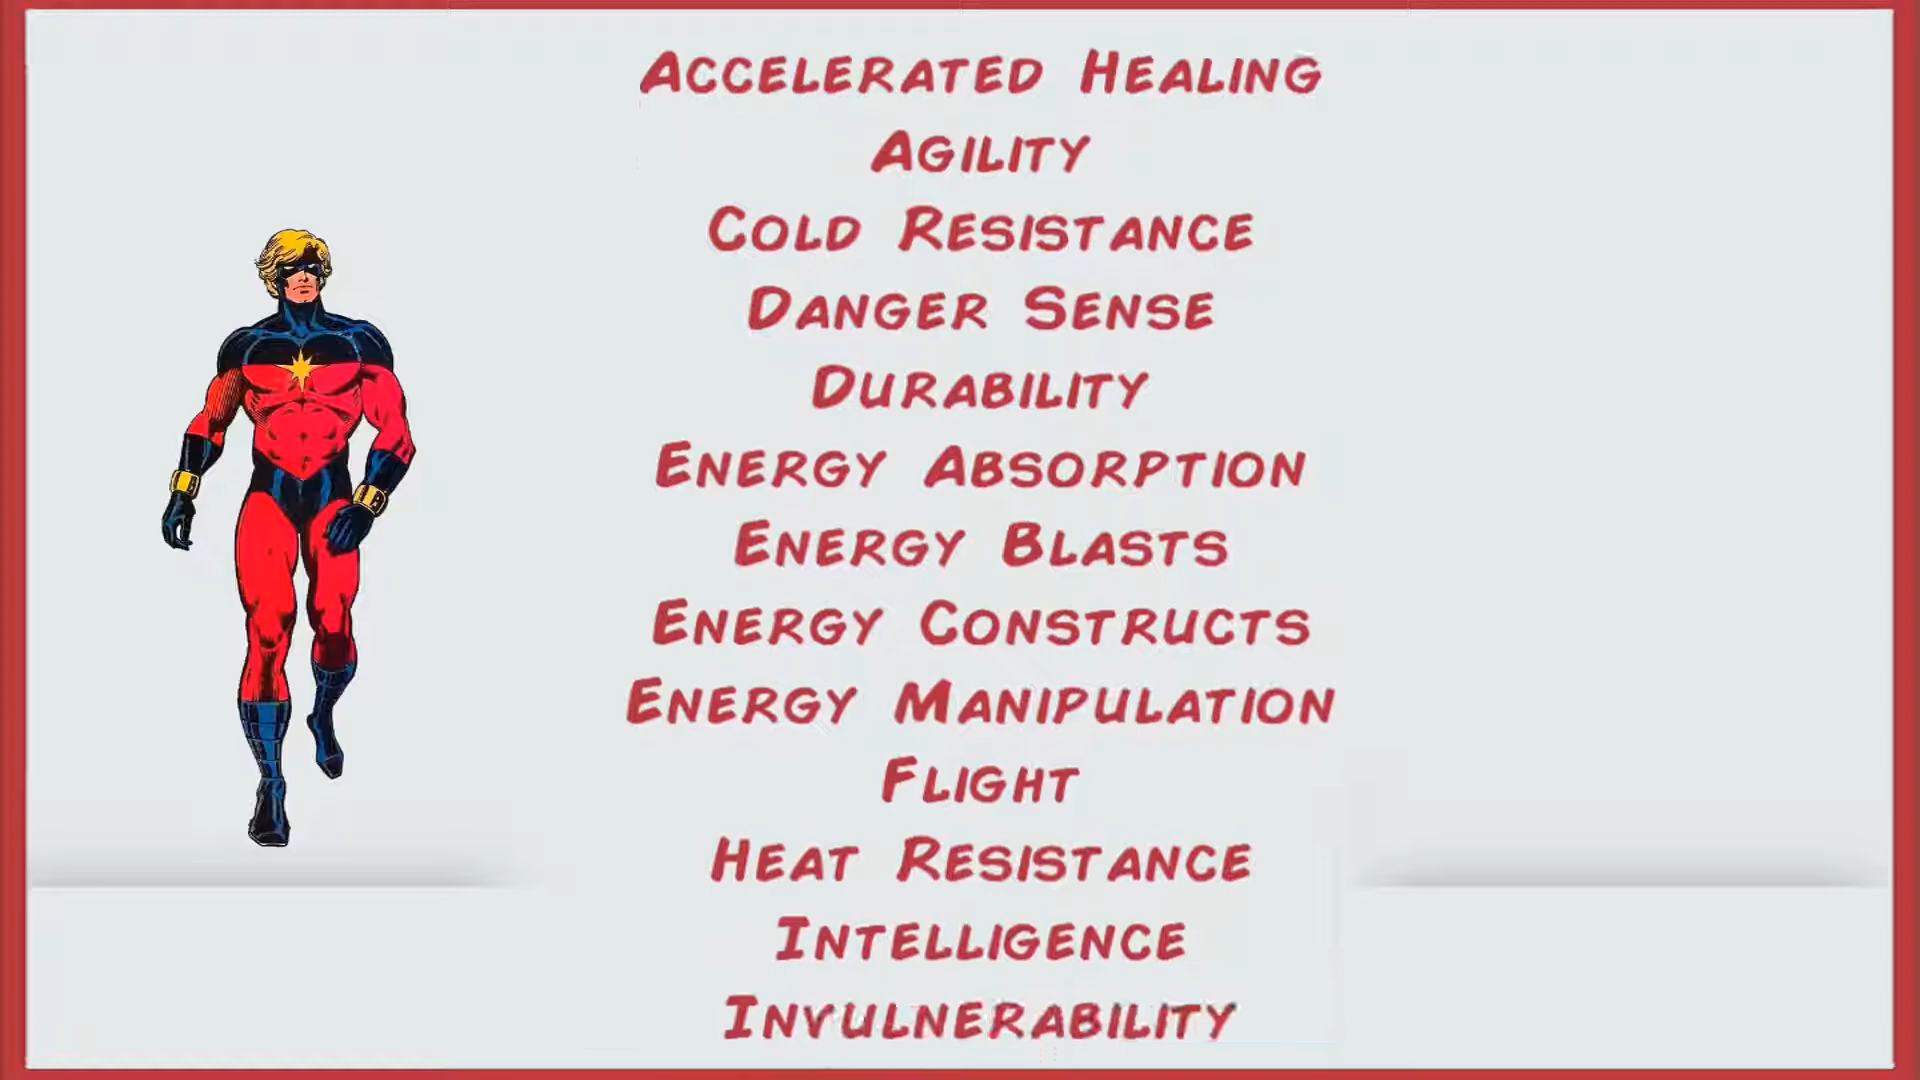 Accelerated Healing
Agility
Cold Resistance
Danger Sense
Durability
Energy Absorption
Energy Blasts
Energy Constructs
Energy Manipulation
Flight
Heat Resistance
Intelligence
Invulnerability